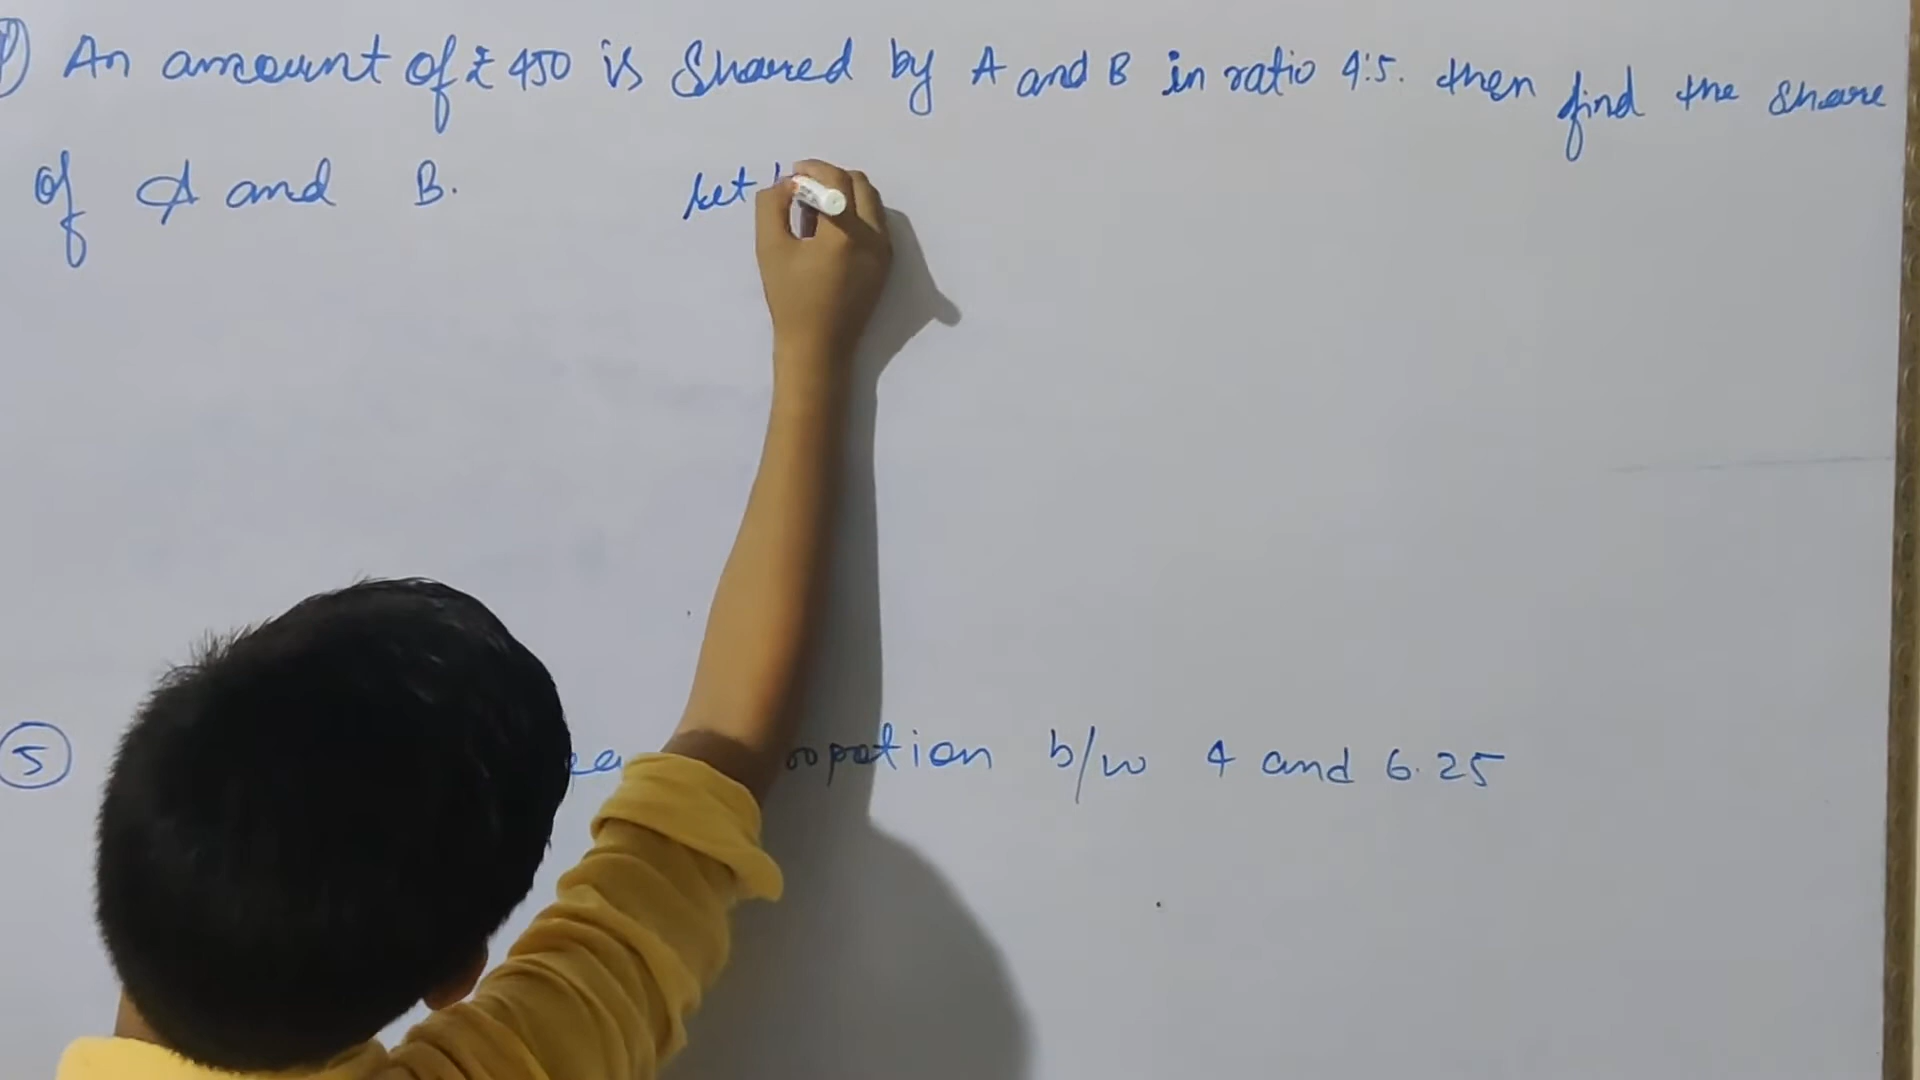 An amount of ₹ 450 is Shared by A and B in ratio 4:5. then find the share
of A and B.
Let
5 b/w 4 and 6.25